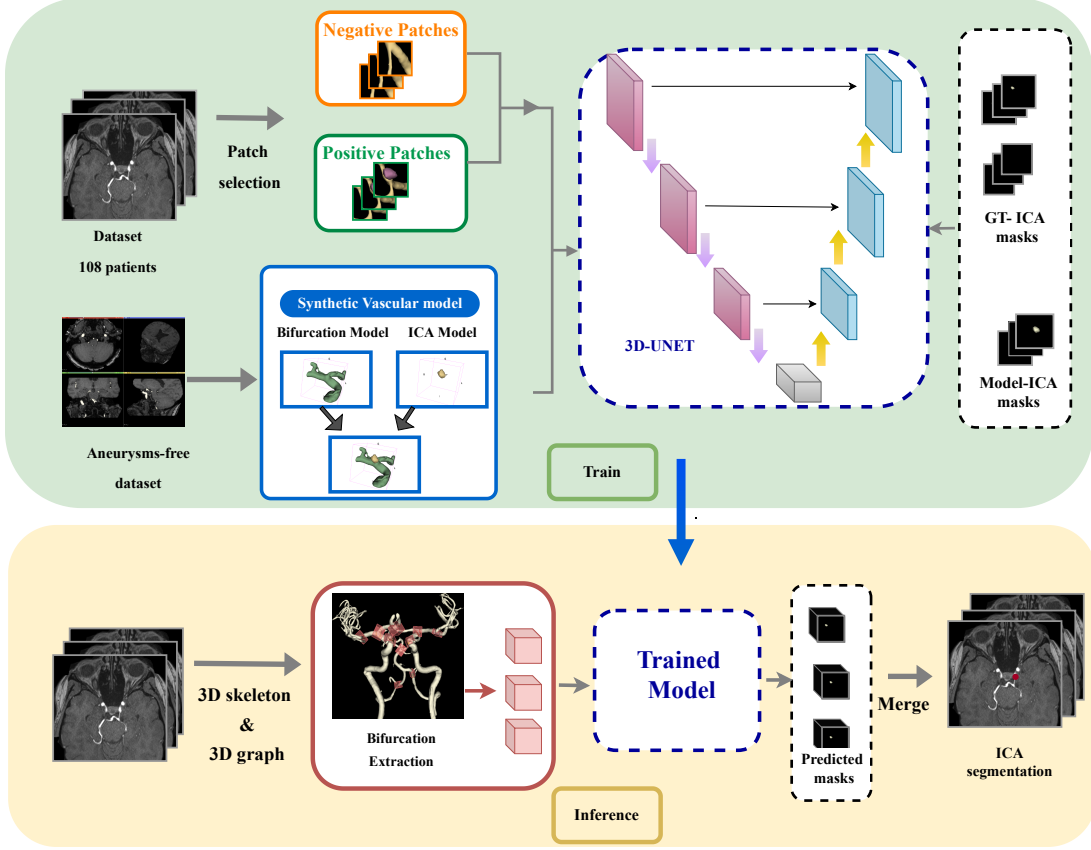 Negative Patches
Positive Patches
Patch
selection
Dataset
108 patients
GT- ICA
masks
Synthetic Vascular model
Bifurcation Model
ICA Model
3D-UNET
Model-ICA
masks
Aneurysms-free
dataset
Train
3D skeleton
&
3D graph
Bifurcation
Extraction
Trained
Model
Predicted
masks
Merge
ICA
segmentation
Inference